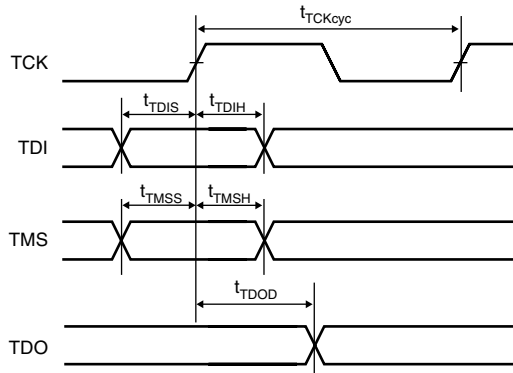 tTCKcyc
TCK
tTDIS tTDIH
TDI
tTMSS tTMSH
TMS
tTDOD
TDO